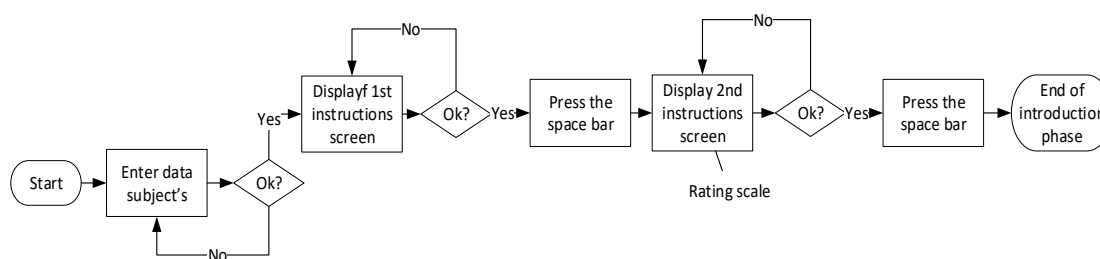 Start
Enter data
subject's
Ok?
No
Yes
Displayf 1st
instructions
screen
No
Ok?
Yes
Press the
space bar
Display 2nd
instructions
screen
Rating scale
No
Ok?
Yes
Press the
space bar
End of
introduction
phase